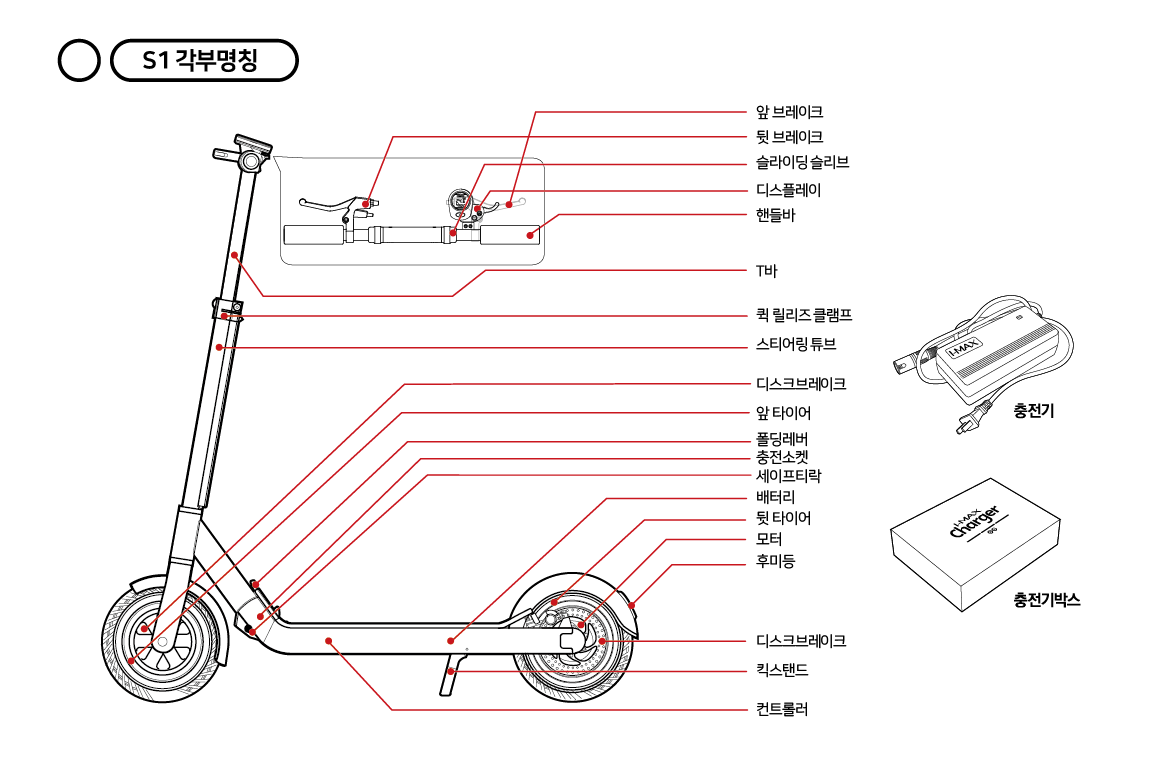 S1 각부명칭
앞 브레이크
뒷 브레이크
슬라이딩 슬리브
디스플레이
핸들바
T바
퀵 릴리즈 클램프
스티어링 튜브
디스크브레이크
앞 타이어
폴딩레버
충전소켓
세이프티락
배터리
뒷 타이어
모터
후미등
디스크브레이크
킥스탠드
컨트롤러
I-MAX
충전기
I-MAX
charger
충전기박스